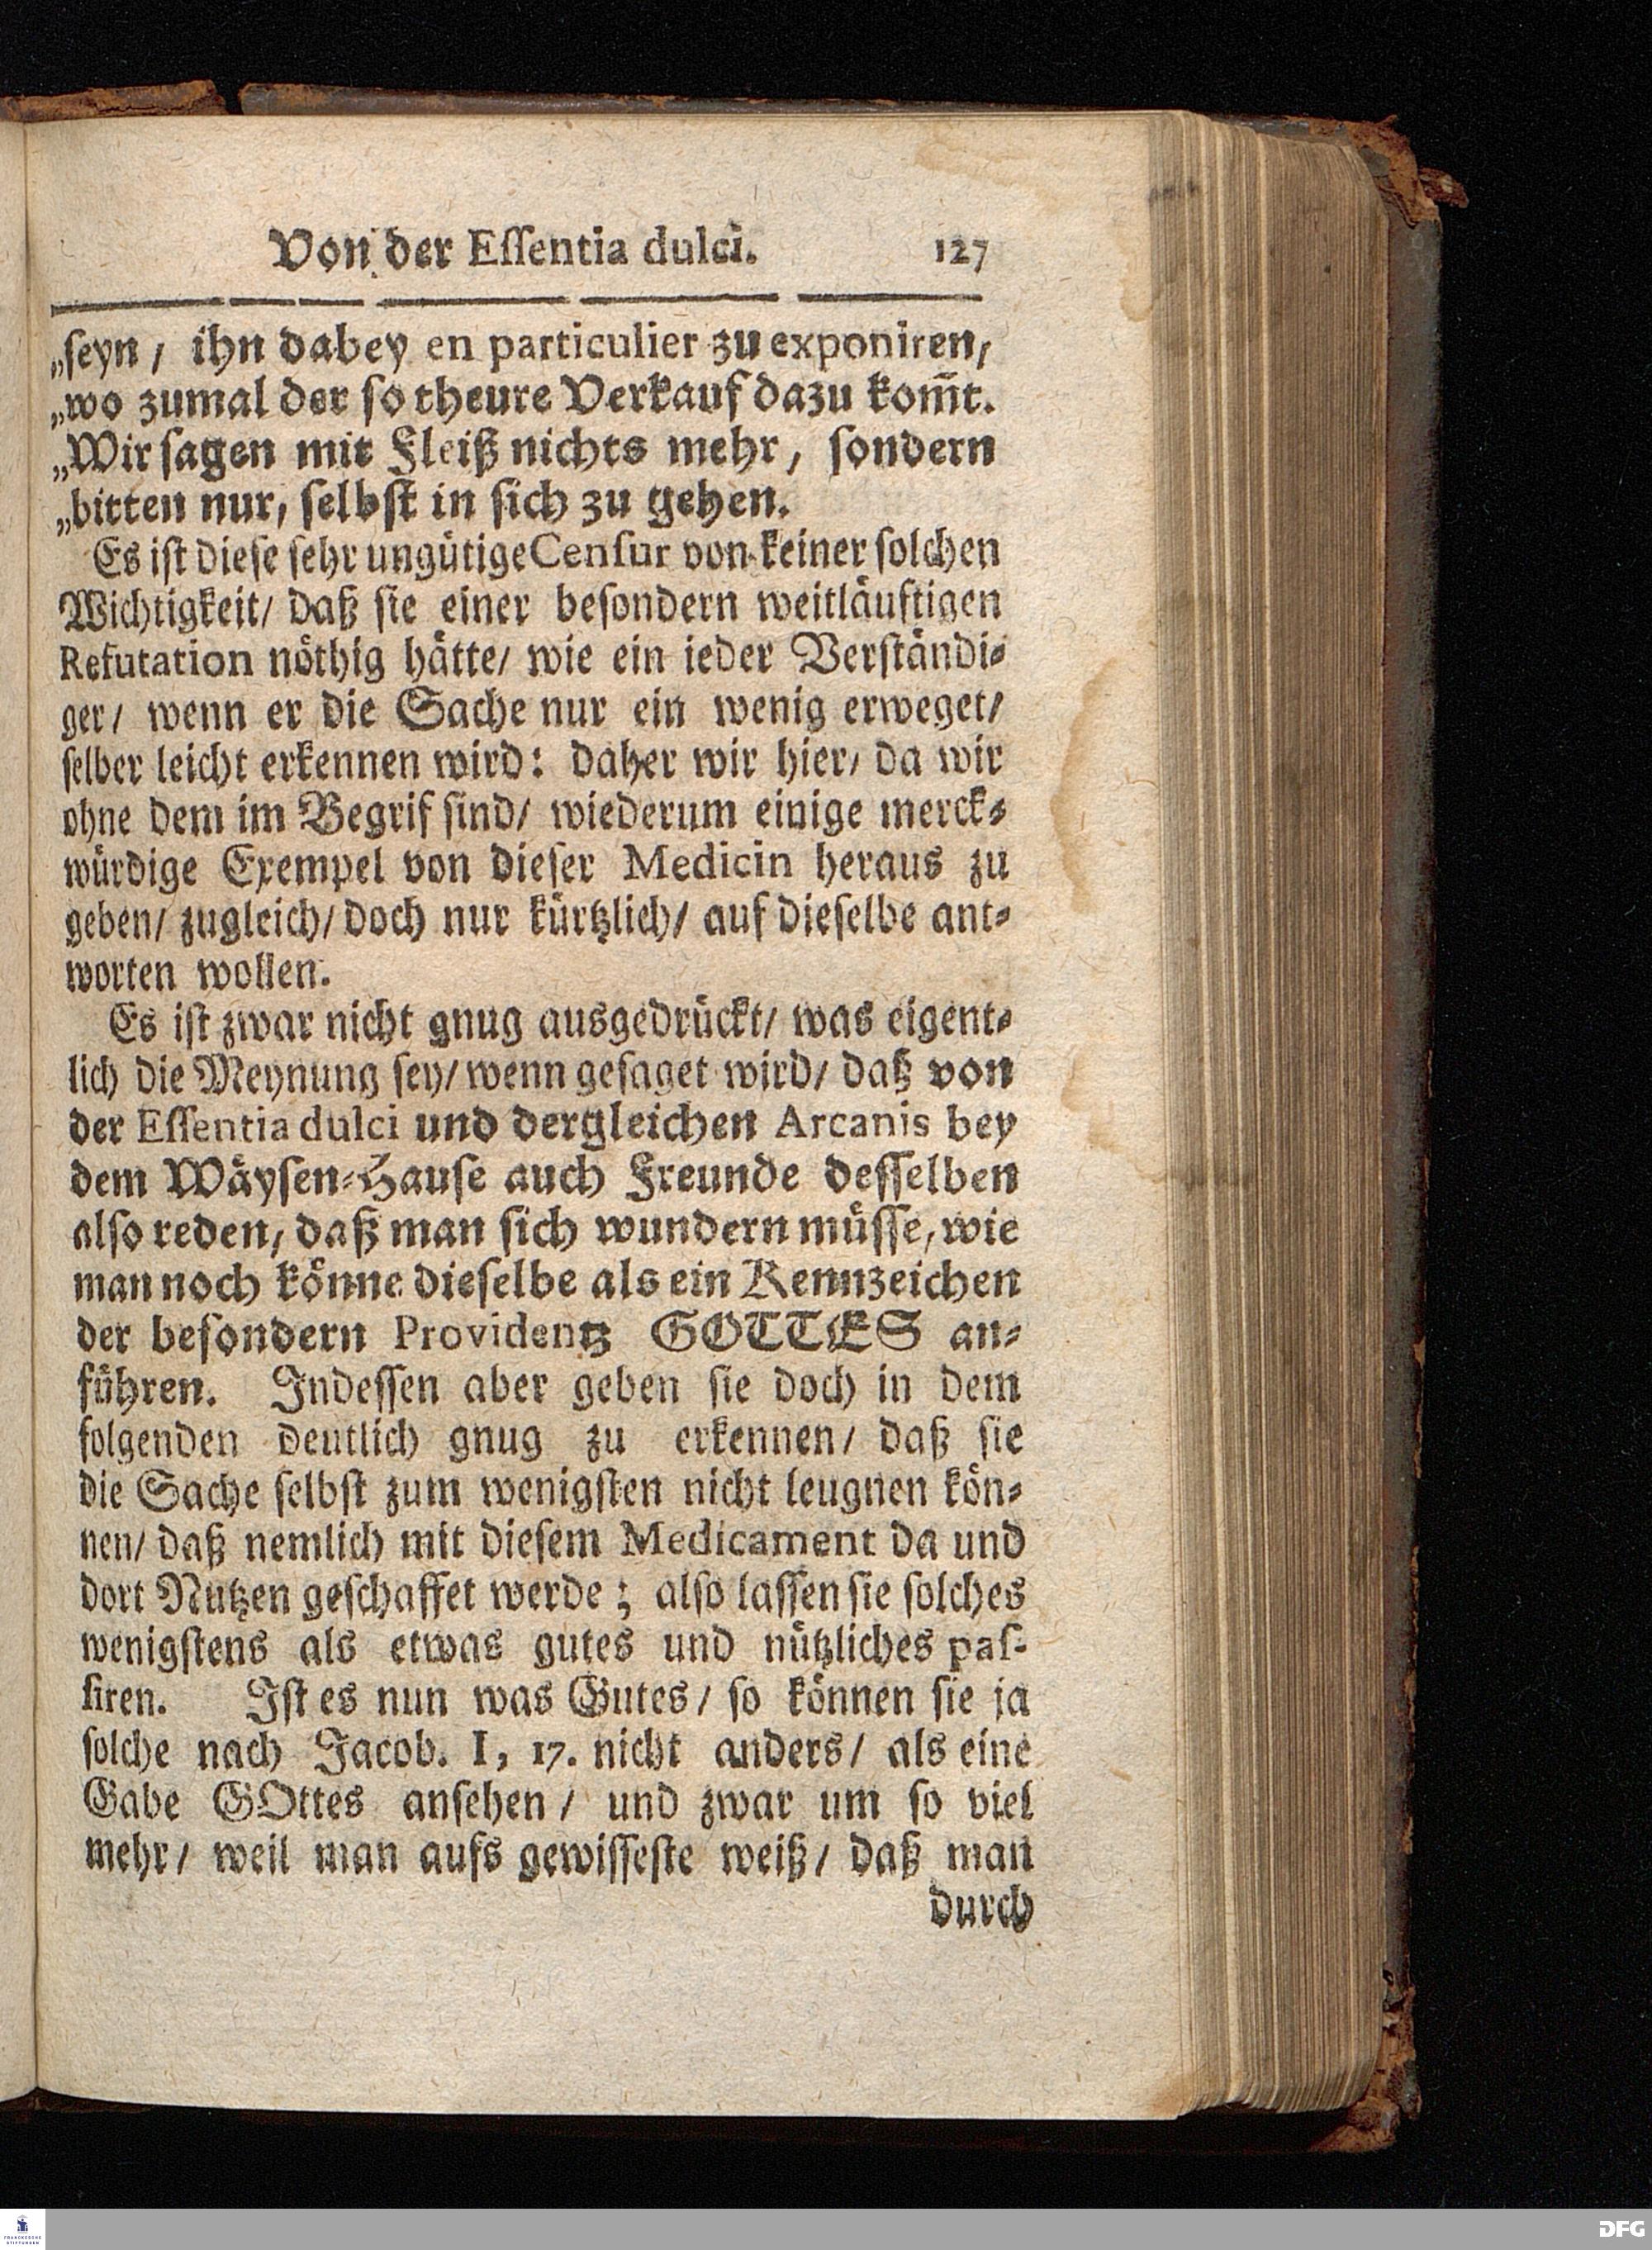 Von der Eſſentia dulci. 127
„ſeyn / ihn dabey en particulier zu exponiren,
„wo zumal der ſo theure Verkauf dazu kom̃t.
„Wir ſagen mit Fleiß nichts mehr, ſondern
„bitten nur, ſelbſt in ſich zu gehen.
Es iſt dieſe ſehr ungütige Cenſur von keiner ſolchen
Wichtigkeit/ daß ſie einer beſondern weitläuftigen
Refutation nöthig hätte/ wie ein ieder Verſtändi⸗
ger/ wenn er die Sache nur ein wenig erweget/
ſelber leicht erkennen wird: daher wir hier/ da wir
ohne dem im Begrif ſind/ wiederum einige merck⸗
würdige Exempel von dieſer Medicin heraus zu
geben/ zugleich/ doch nur kürtzlich/ auf dieſelbe ant⸗
worten wollen.
Es iſt zwar nicht gnug ausgedrückt/ was eigent⸗
lich die Meynung ſey/ wenn geſaget wird/ daß von
der Eſſentia dulci und dergleichen Arcanis bey
dem Wäyſen⸗Hauſe auch Freunde deſſelben
alſo reden, daß man ſich wundern müſſe, wie
man noch könne dieſelbe als ein Kennzeichen
der beſondern Providentz GOTTES an⸗
führen. Indeſſen aber geben ſie doch in dem
folgenden deutlich gnug zu erkennen/ daß ſie
die Sache ſelbſt zum wenigſten nicht leugnen kön⸗
nen/ daß nemlich mit dieſem Medicament da und
dort Nutzen geſchaffet werde; alſo laſſen ſie ſolches
wenigſtens als etwas gutes und nützliches paſ-
ſiren. Iſt es nun was Gutes/ ſo können ſie ja
ſolche nach Jacob. I, 17. nicht anders/ als eine
Gabe GOttes anſehen/ und zwar um ſo viel
mehr/ weil man aufs gewiſſeſte weiß/ daß man
durch
FRANCKESCHE
STIFTUNGEN
DFG